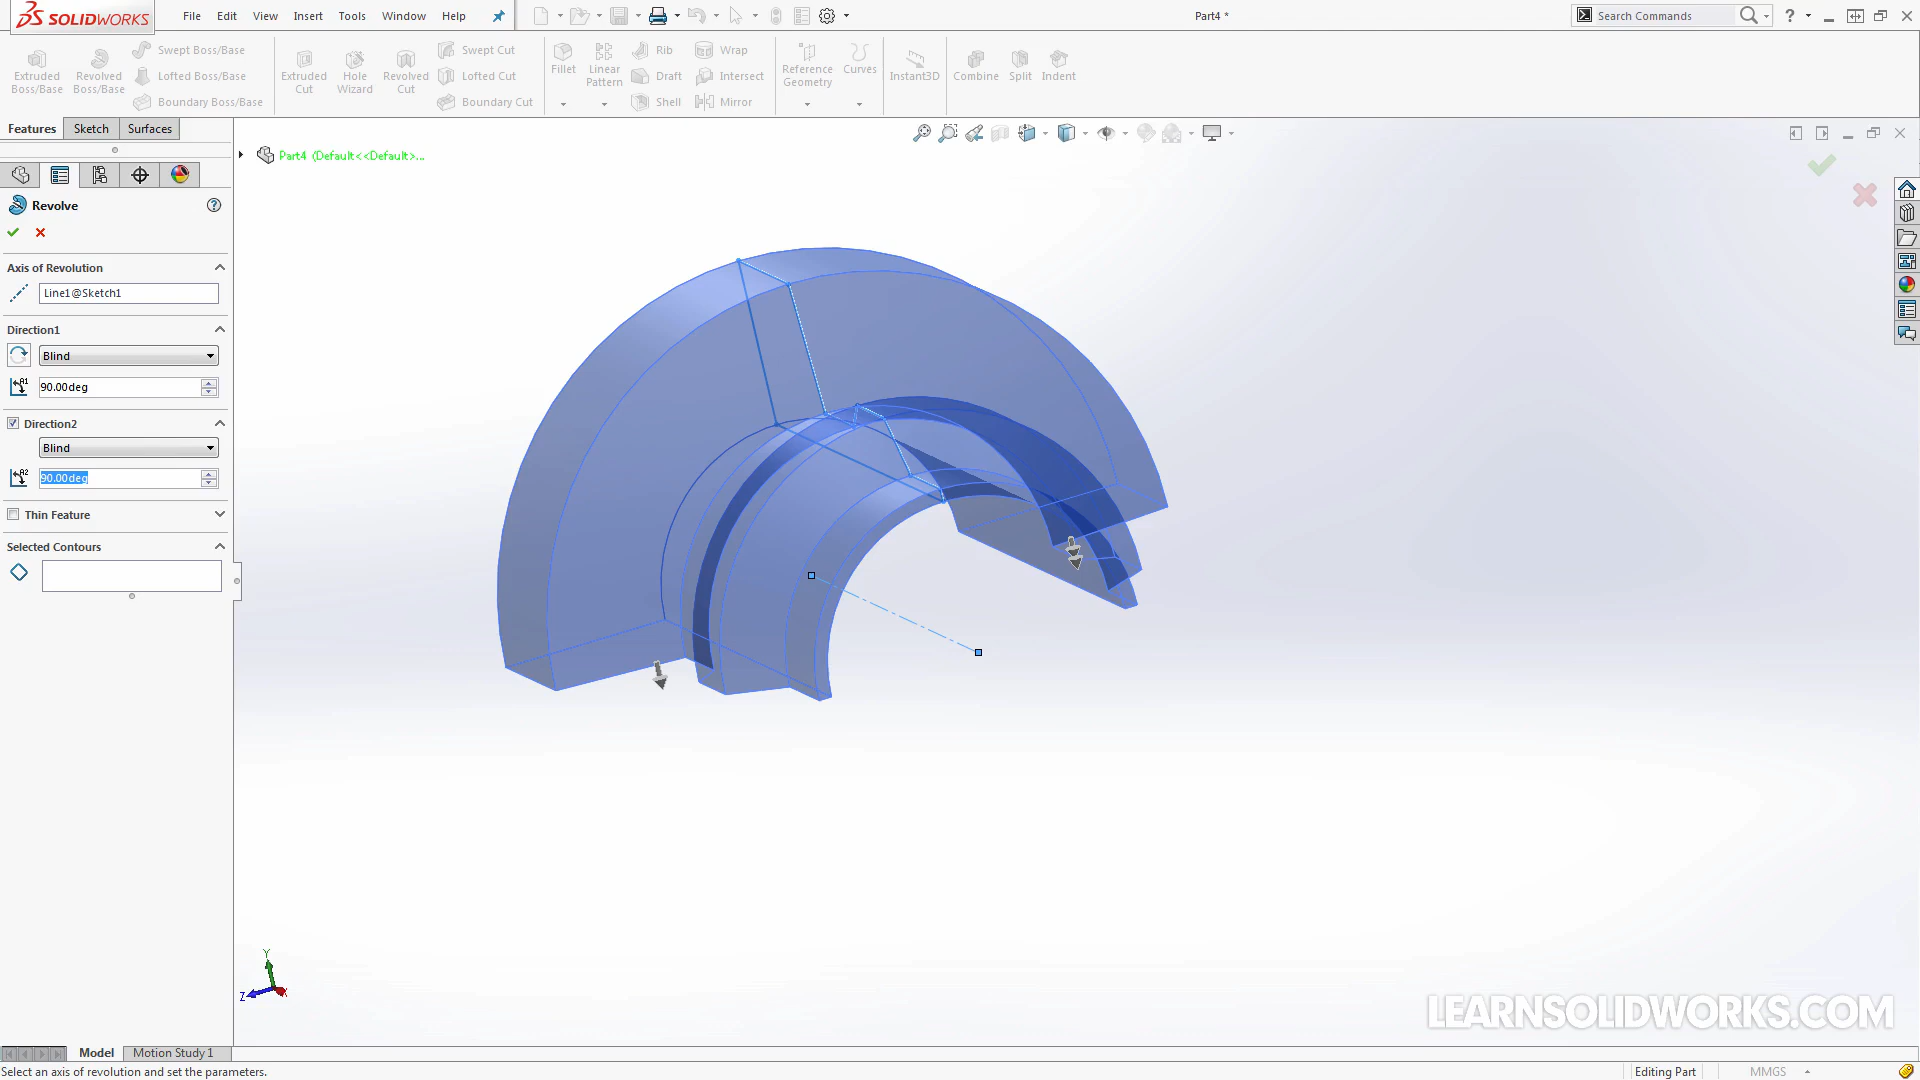 SOLIDWORKS File Edit View Insert Tools Window Help Part4 * Search Commands
Extruded Boss/Base
Revolved Boss/Base
Swept Boss/Base
Lofted Boss/Base
Boundary Boss/Base
Extruded Cut
Hole Wizard
Revolved Cut
Swept Cut
Lofted Cut
Boundary Cut
Fillet
Linear Pattern
Rib
Draft
Shell
Wrap
Intersect
Mirror
Reference Geometry
Curves
Instant3D
Combine
Split
Indent
Features Sketch Surfaces
Part4 (Default<<Default>...
Revolve
Axis of Revolution
Line1@Sketch1
Direction1
Blind
A1
90.00deg
Direction2
Blind
A2
90.00deg
Thin Feature
Selected Contours
Y
Z
X
LEARNSOLIDWORKS.COM
Model Motion Study 1
Select an axis of revolution and set the parameters. Editing Part MMGS